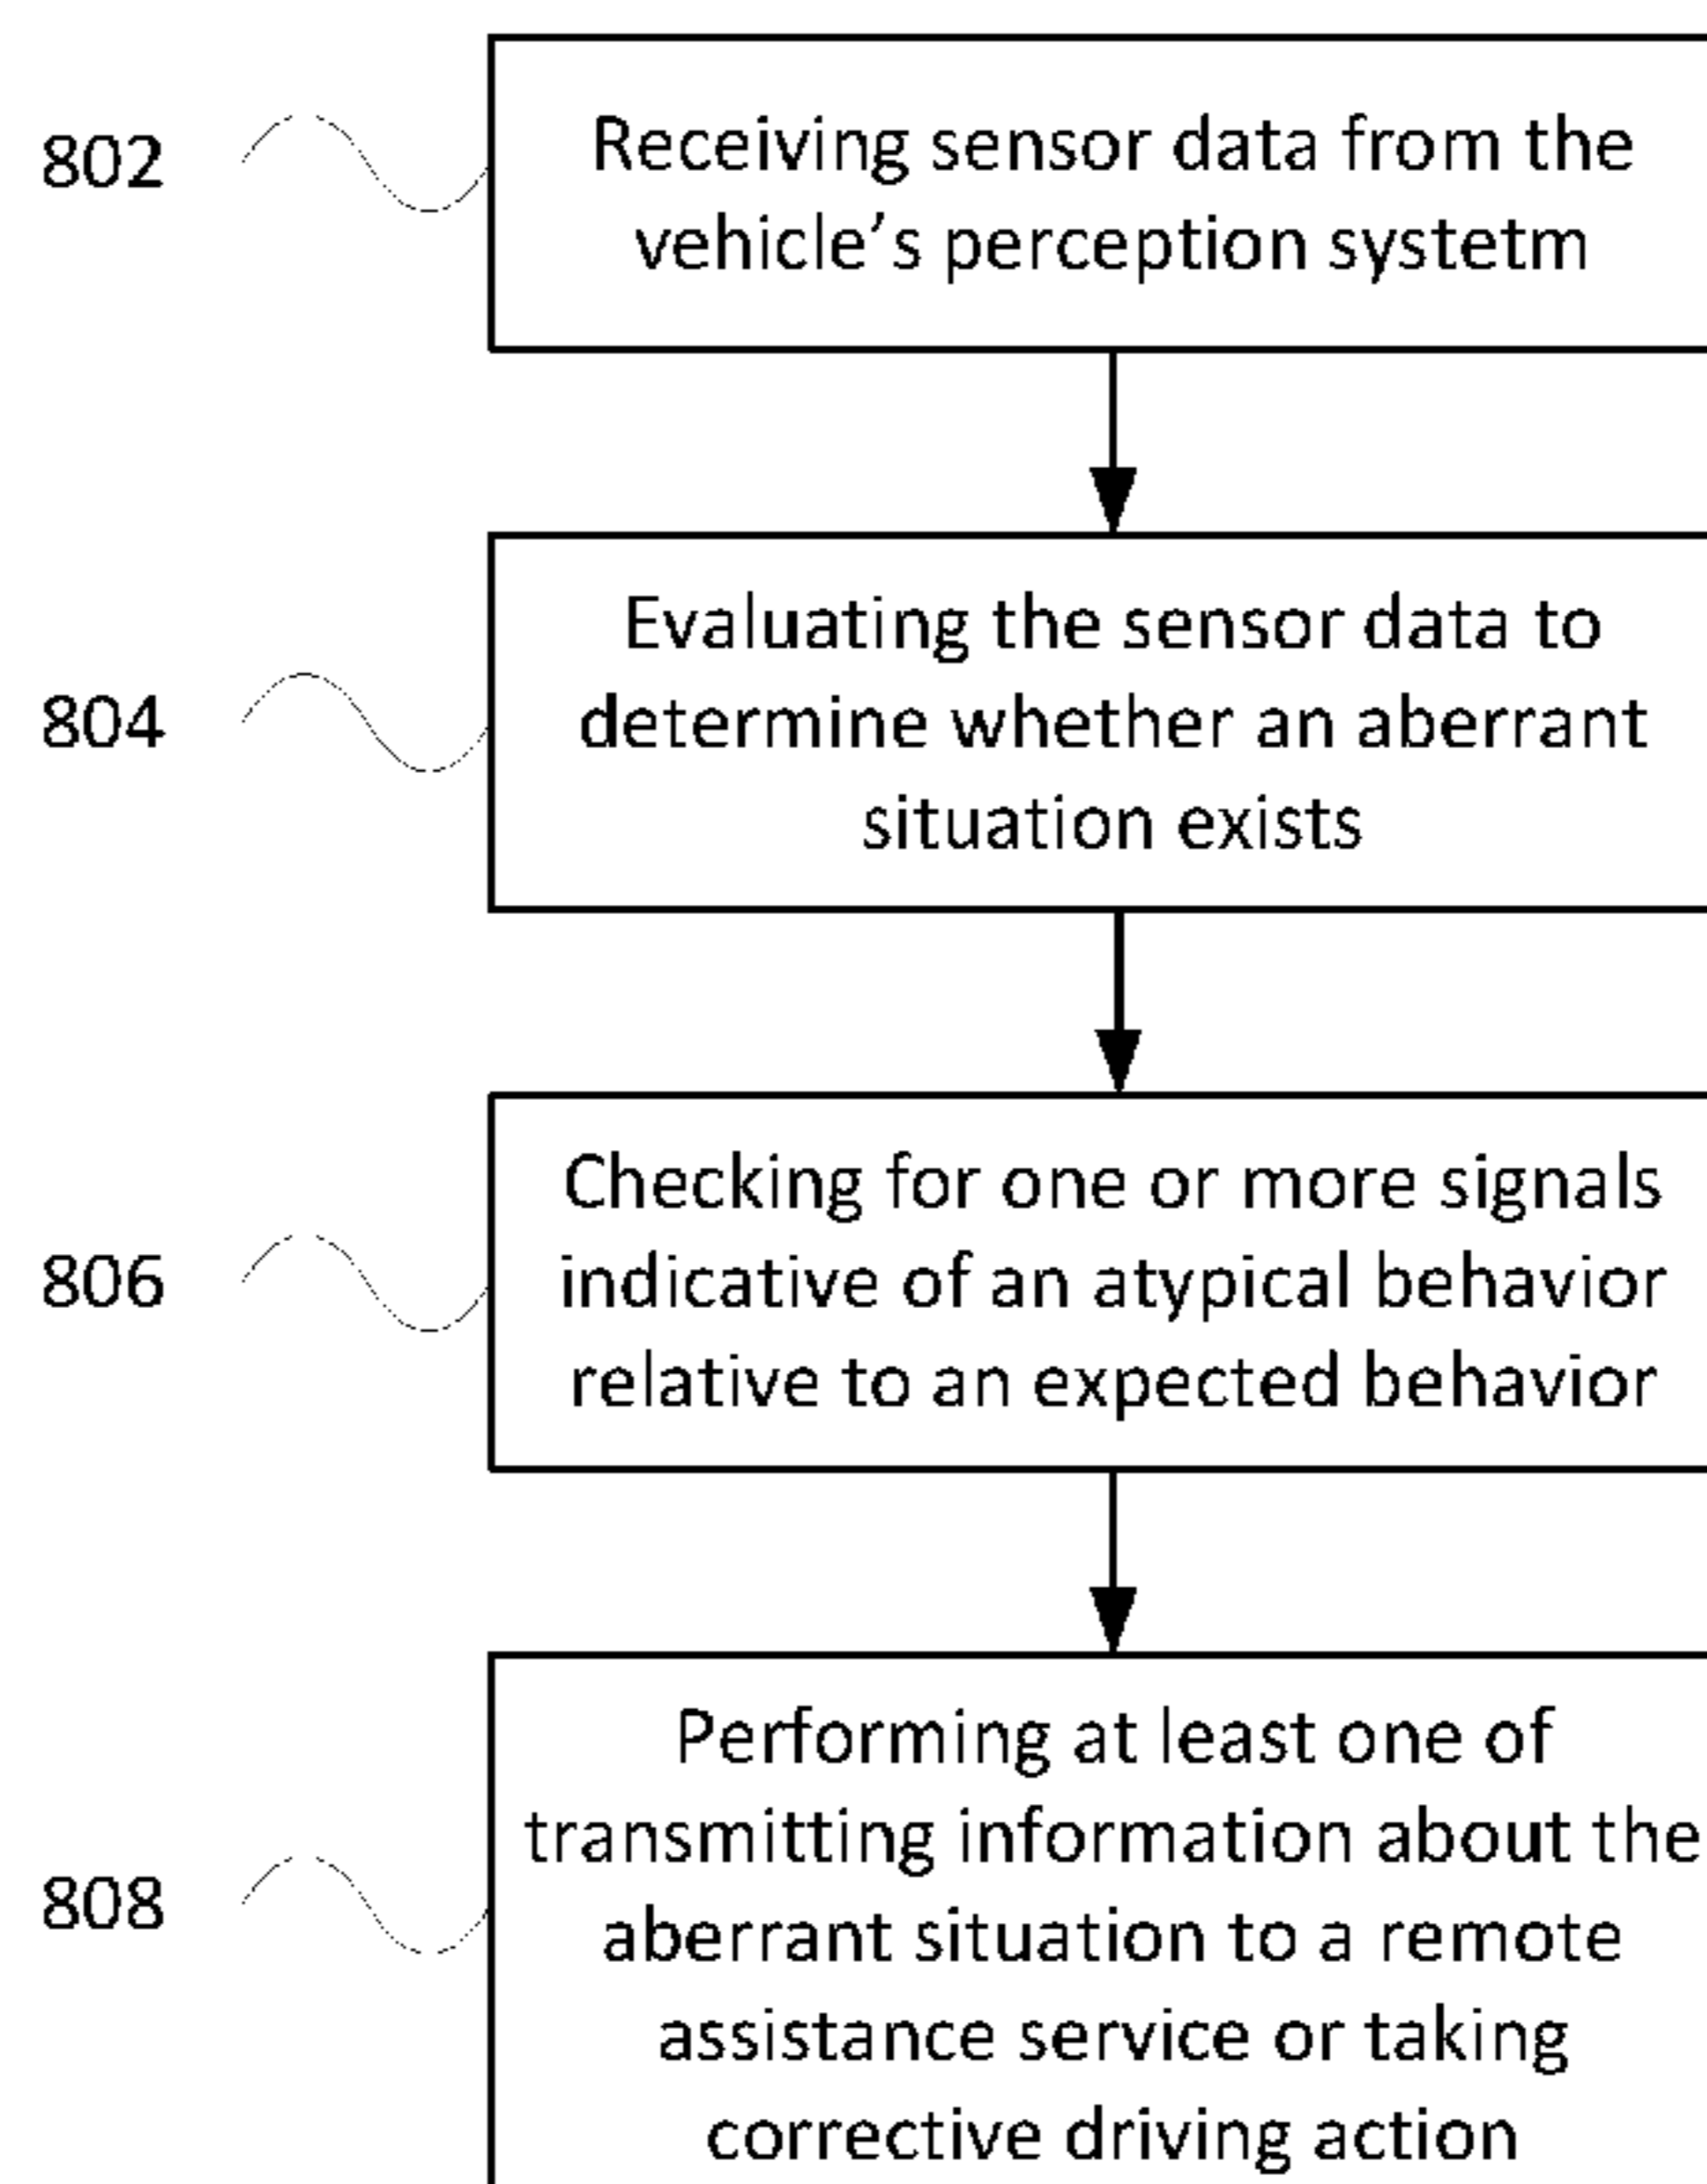 802
Receiving sensor data from the
vehicle’s perception systetm
804
Evaluating the sensor data to
determine whether an aberrant
situation exists
806
Checking for one or more signals
indicative of an atypical behavior
relative to an expected behavior
808
Performing at least one of
transmitting information about the
aberrant situation to a remote
assistance service or taking
corrective driving action